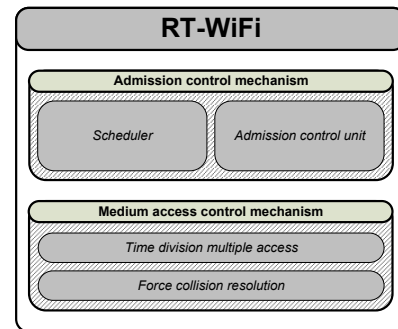 RT-WiFi
Admission control mechanism
Scheduler
Admission control unit
Medium access control mechanism
Time division multiple access
Force collision resolution